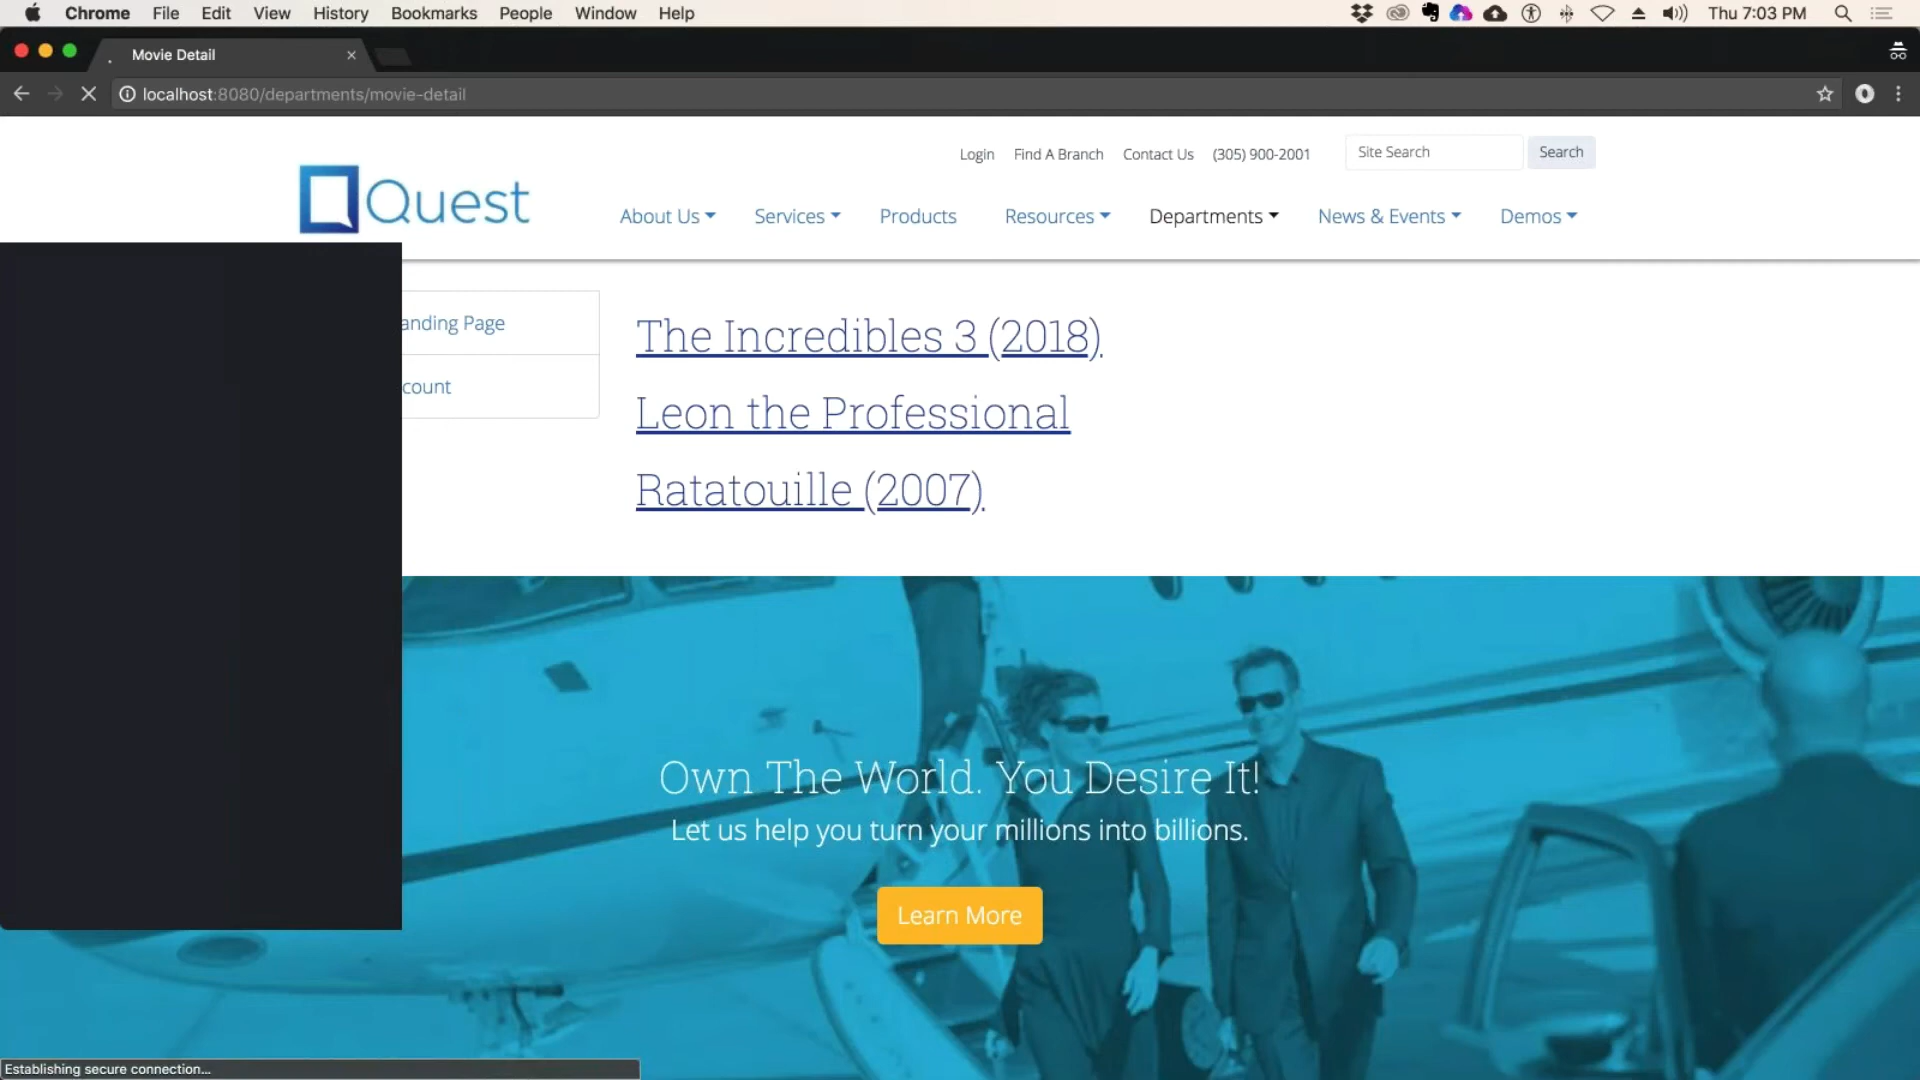 Chrome File Edit View History Bookmarks People Window Help Thu 7:03 PM
Movie Detail
localhost:8080/departments/movie-detail
Login Find A Branch Contact Us (305) 900-2001 Site Search Search
Quest
About Us Services Products Resources Departments News & Events Demos
anding Page
count
The Incredibles 3 (2018)
Leon the Professional
Ratatouille (2007)
Own The World. You Desire It!
Let us help you turn your millions into billions.
Learn More
Establishing secure connection...